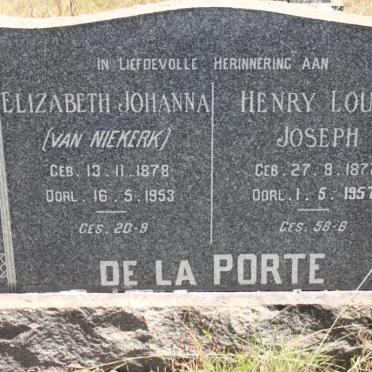 IN LIEFDEVOLLE HERINNERING AAN
ELIZABETH JOHANNA
(VAN NIEKERK)
GEB. 13.11.1878
OORL. 16.5.1953
GES. 20-9
HENRY LOU
JOSEPH
GEB. 27.8.187
OORL. 1.5.1957
GES. 58-8
DE LA PORTE